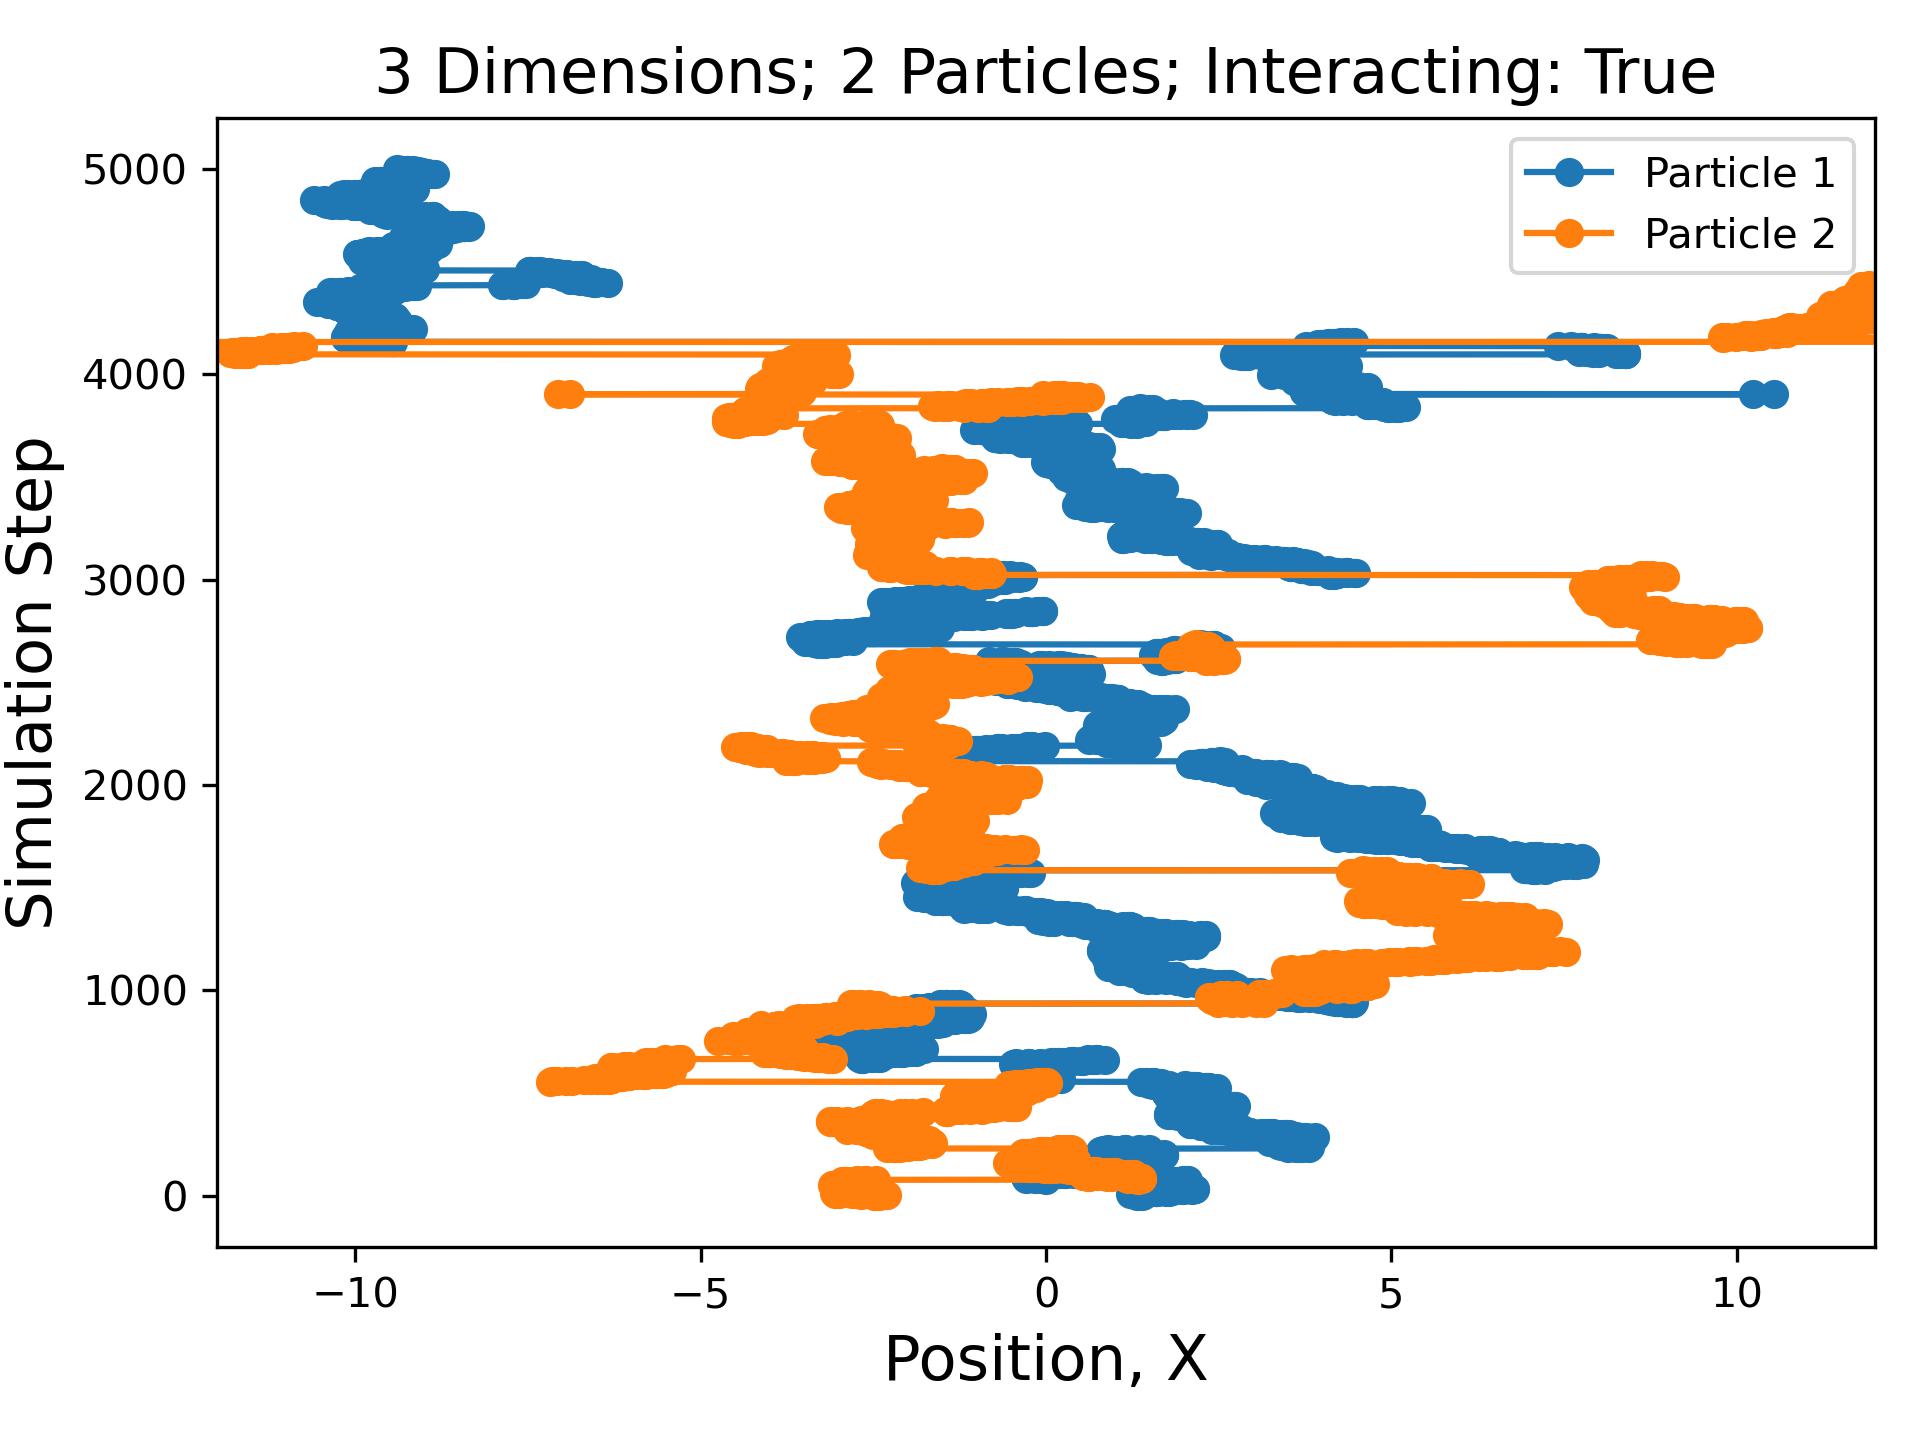 3 Dimensions; 2 Particles; Interacting: True
Particle 1
Particle 2
Simulation Step
5000
4000
3000
2000
1000
0
−10
−5
0
5
10
Position, X